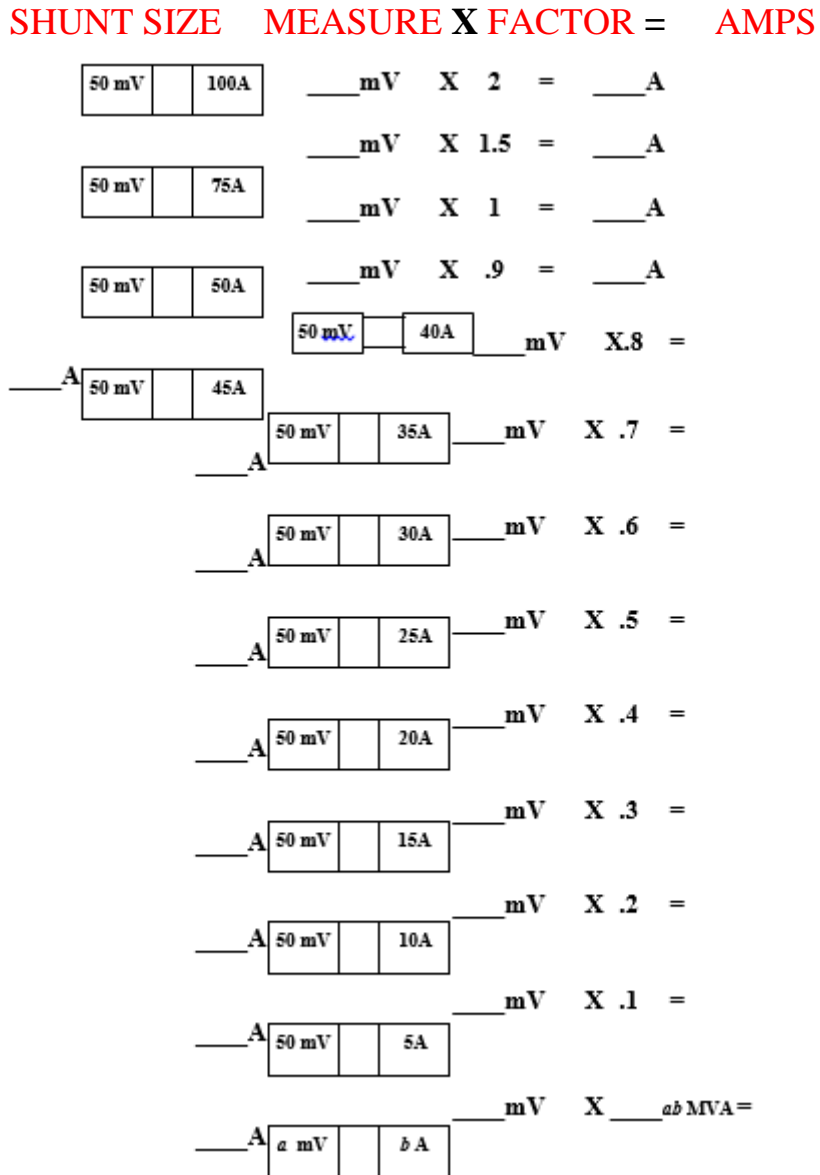 SHUNT SIZE MEASURE X FACTOR = AMPS
50 mV 100A ____mV X 2 = ____A
____mV X 1.5 = ____A
50 mV 75A
____mV X 1 = ____A
____mV X .9 = ____A
50 mV 50A
50 mV 40A ____mV X.8 =
____A 50 mV 45A
50 mV 35A ____mV X .7 =
____A
50 mV 30A ____mV X .6 =
____A
50 mV 25A ____mV X .5 =
____A
____mV X .4 =
____A 50 mV 20A
____mV X .3 =
____A 50 mV 15A
____mV X .2 =
____A 50 mV 10A
____mV X .1 =
____A 50 mV 5A
____mV X ____ab MVA=
____A a mV b A